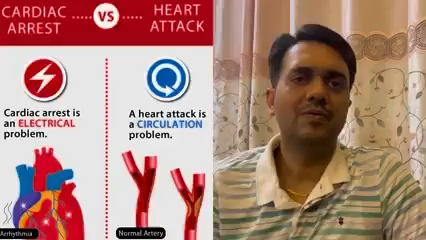 CARDIAC ARREST
VS
HEART ATTACK
Cardiac arrest is
an ELECTRICAL
problem.
A heart attack is
a CIRCULATION
problem.
Arrhythmia
Normal Artery